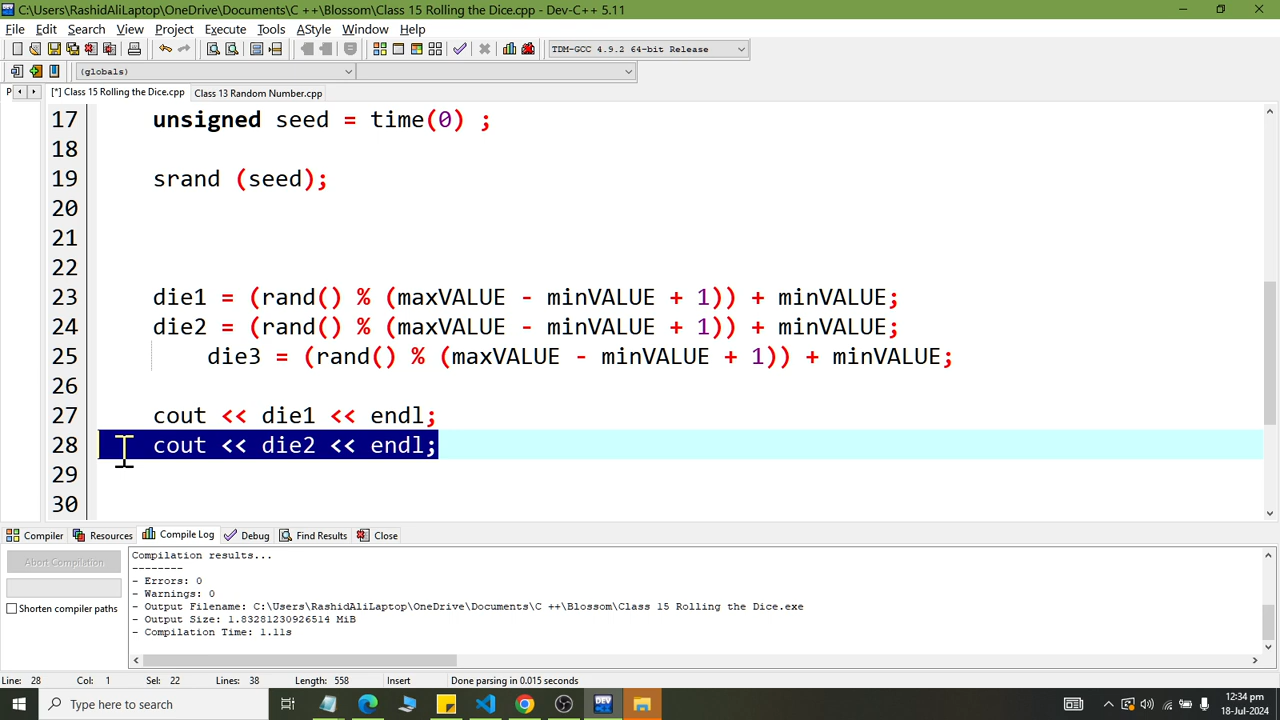 C:\Users\RashidAliLaptop\OneDrive\Documents\C ++\Blossom\Class 15 Rolling the Dice.cpp - Dev-C++ 5.11
File Edit Search View Project Execute Tools AStyle Window Help
TDM-GCC 4.9.2 64-bit Release
(globals)
P [*] Class 15 Rolling the Dice.cpp Class 13 Random Number.cpp
17 unsigned seed = time(0) ;
18
19 srand (seed);
20
21
22
23 die1 = (rand() % (maxVALUE - minVALUE + 1)) + minVALUE;
24 die2 = (rand() % (maxVALUE - minVALUE + 1)) + minVALUE;
25 die3 = (rand() % (maxVALUE - minVALUE + 1)) + minVALUE;
26
27 cout << die1 << endl;
28 cout << die2 << endl;
29
30
Compiler Resources Compile Log Debug Find Results Close
Abort Compilation
Shorten compiler paths
Compilation results...
--------
- Errors: 0
- Warnings: 0
- Output Filename: C:\Users\RashidAliLaptop\OneDrive\Documents\C ++\Blossom\Class 15 Rolling the Dice.exe
- Output Size: 1.83281230926514 MiB
- Compilation Time: 1.11s
Line: 28 Col: 1 Sel: 22 Lines: 38 Length: 558 Insert Done parsing in 0.015 seconds
Type here to search
DEV
12:34 pm
18-Jul-2024